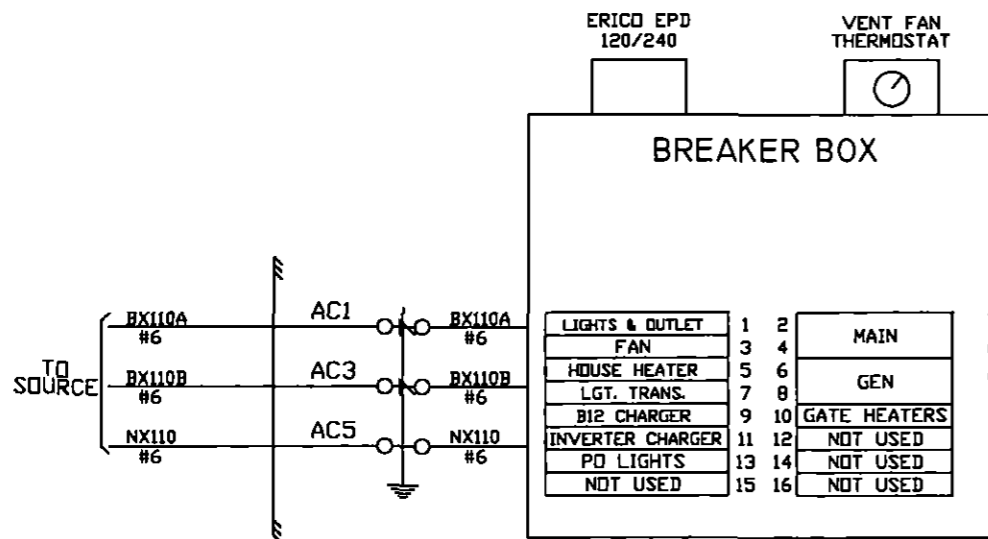 ERICO EPD
120/240
VENT FAN
THERMOSTAT
BREAKER BOX
TO
SOURCE
BX110A
#6
AC1
BX110A
#6
BX110B
#6
AC3
BX110B
#6
NX110
#6
AC5
NX110
#6
LIGHTS & OUTLET 1 2 MAIN
FAN 3 4
HOUSE HEATER 5 6 GEN
LGT. TRANS. 7 8
B12 CHARGER 9 10 GATE HEATERS
INVERTER CHARGER 11 12 NOT USED
PO LIGHTS 13 14 NOT USED
NOT USED 15 16 NOT USED